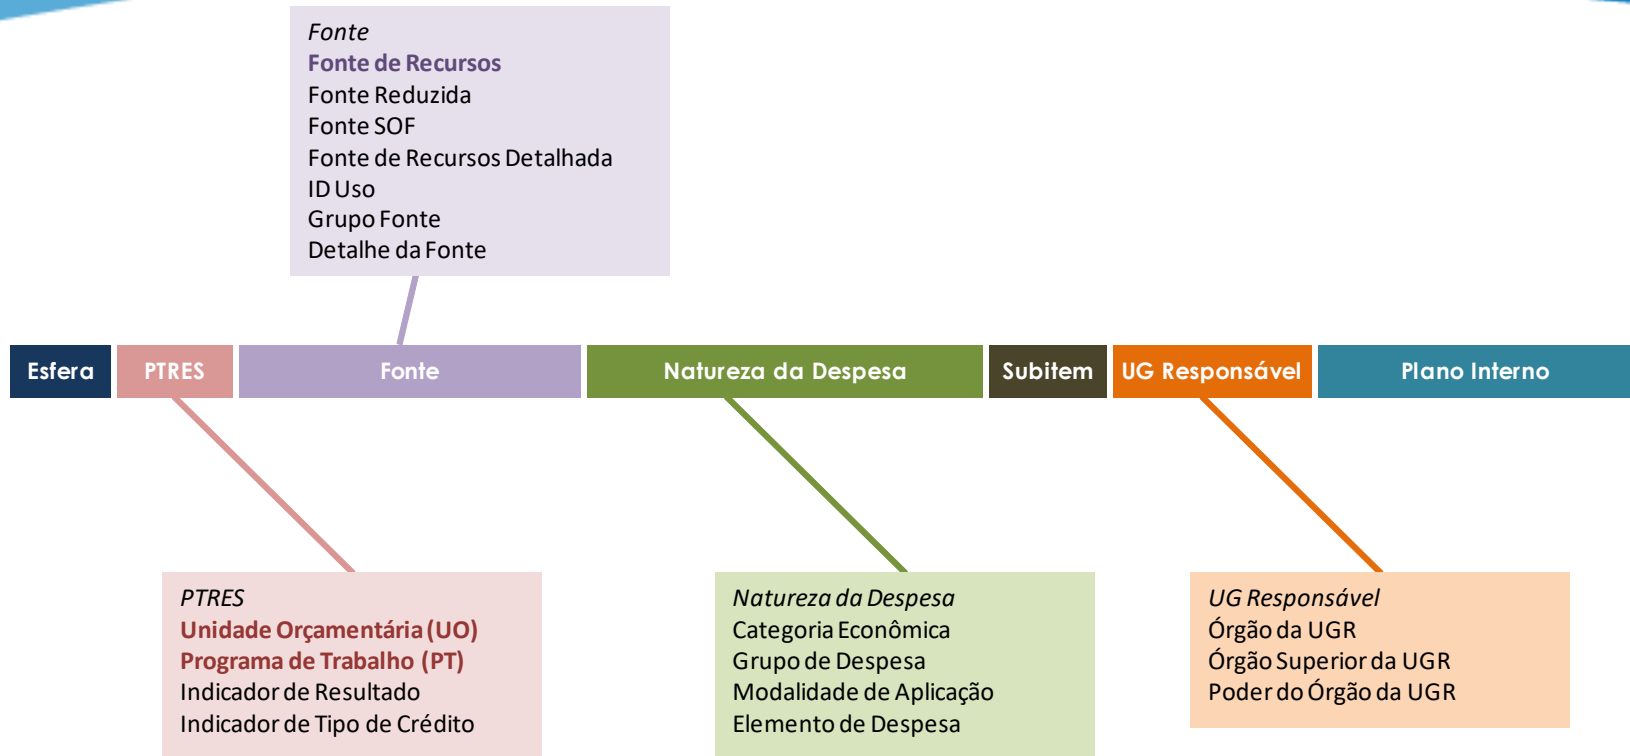 Fonte
Fonte de Recursos
Fonte Reduzida
Fonte SOF
Fonte de Recursos Detalhada
ID Uso
Grupo Fonte
Detalhe da Fonte
Esfera
PTRES
Fonte
Natureza da Despesa
Subitem
UG Responsável
Plano Interno
PTRES
Unidade Orçamentária (UO)
Programa de Trabalho (PT)
Indicador de Resultado
Indicador de Tipo de Crédito
Natureza da Despesa
Categoria Econômica
Grupo de Despesa
Modalidade de Aplicação
Elemento de Despesa
UG Responsável
Órgão da UGR
Órgão Superior da UGR
Poder do Órgão da UGR